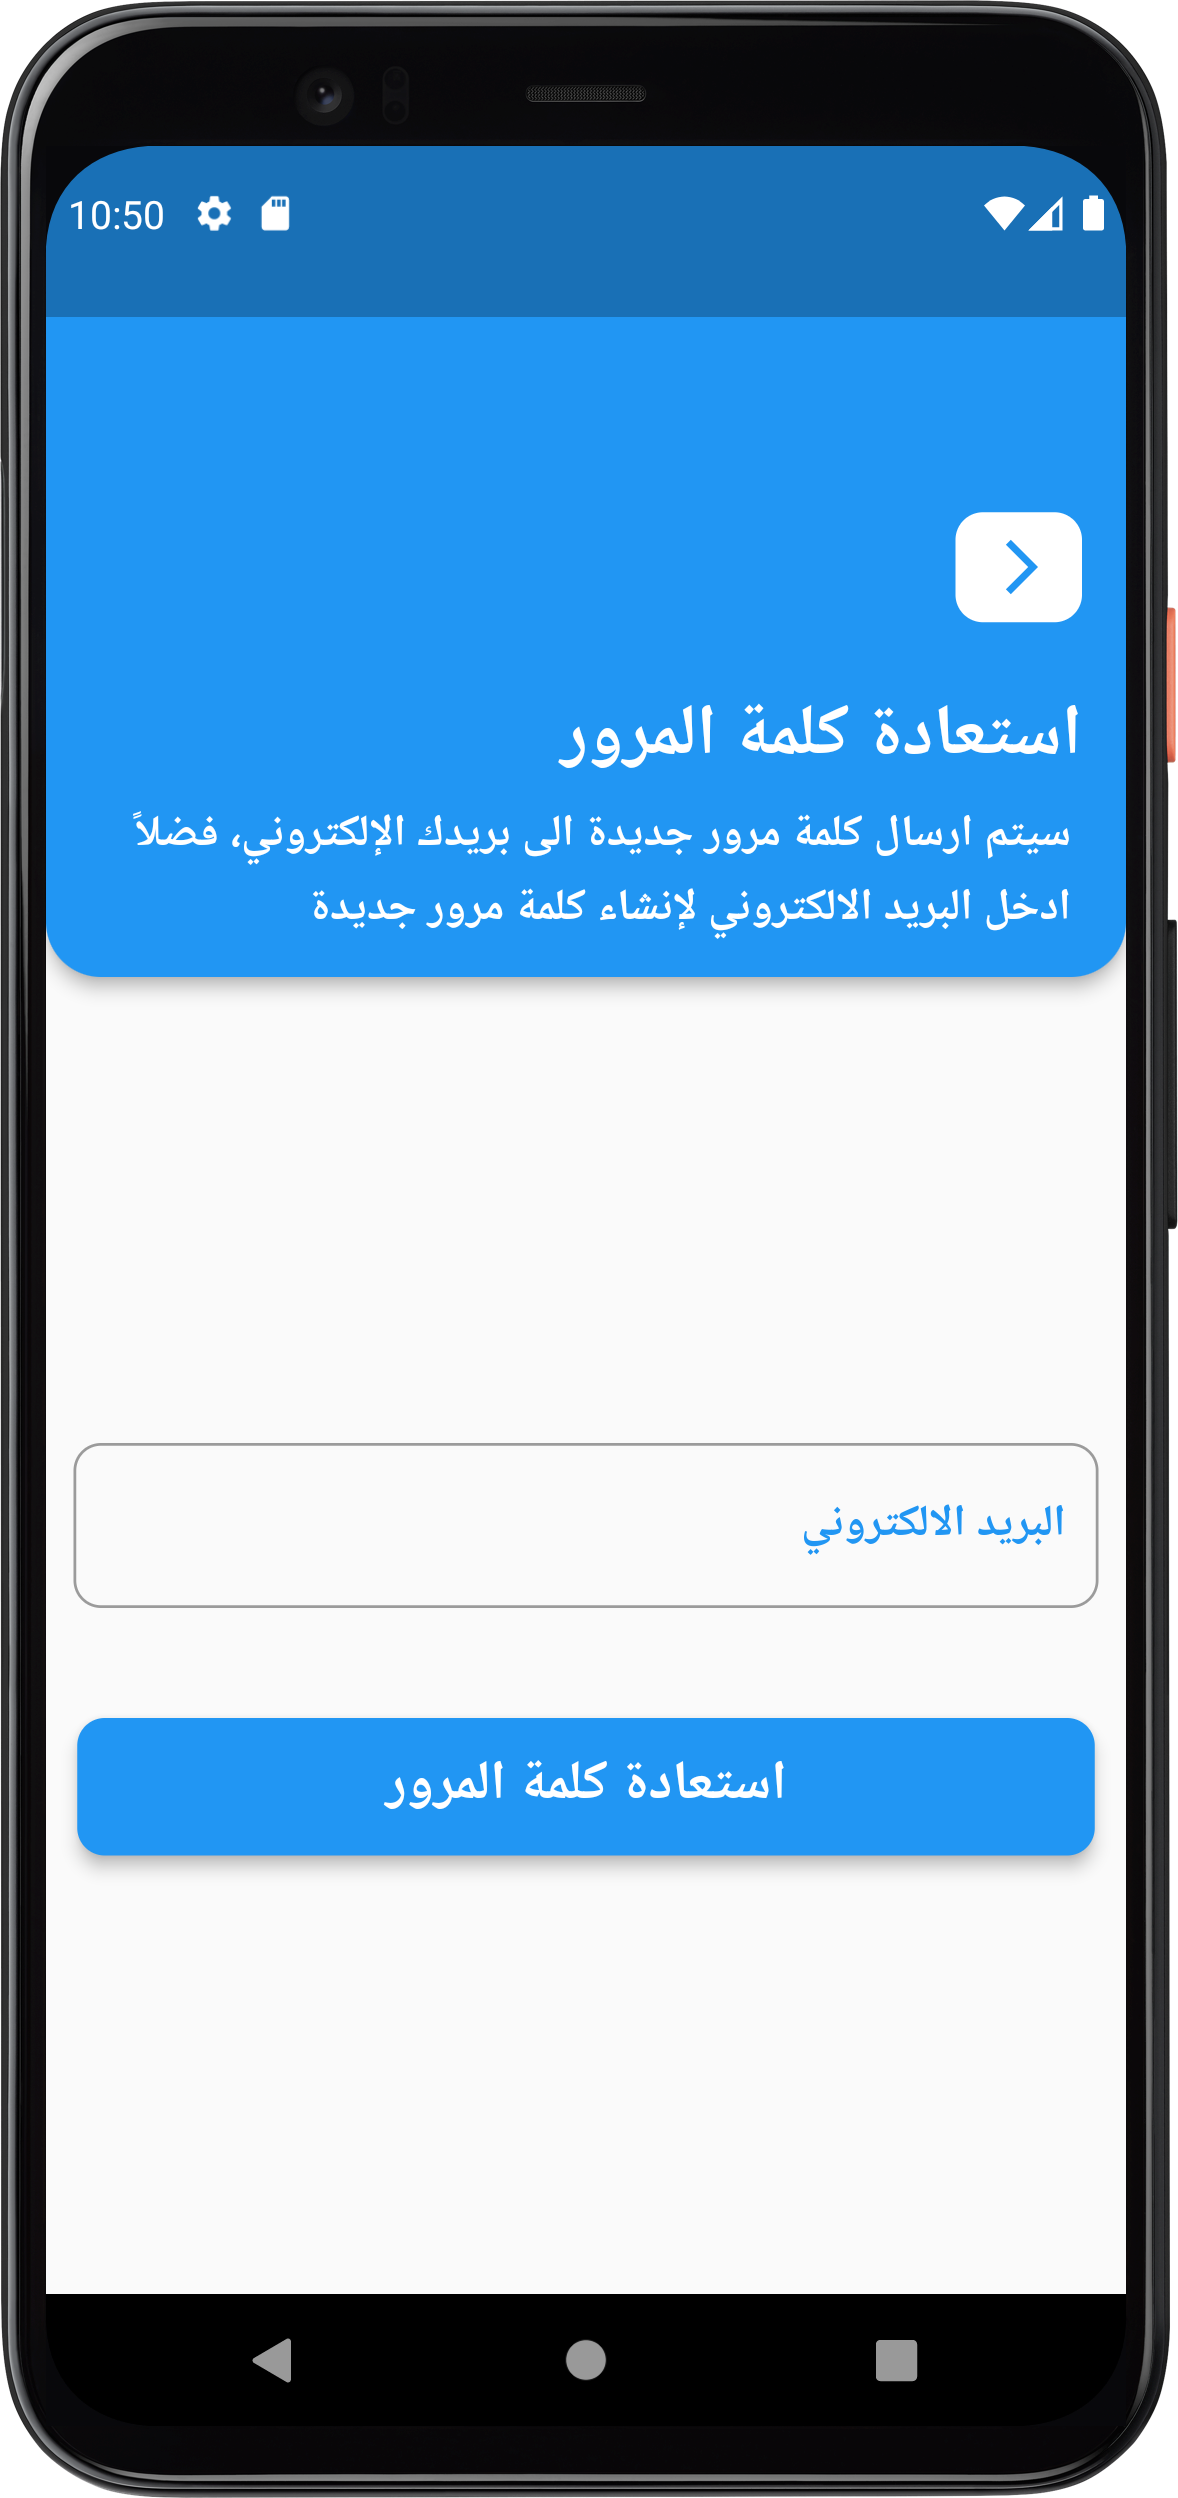 10:50
استعادة كلمة المرور
سيتم ارسال كلمة مرور جديدة الى بريدك الإلكتروني، فضلاً
ادخل البريد الالكتروني لإنشاء كلمة مرور جديدة
البريد الالكتروني
استعادة كلمة المرور